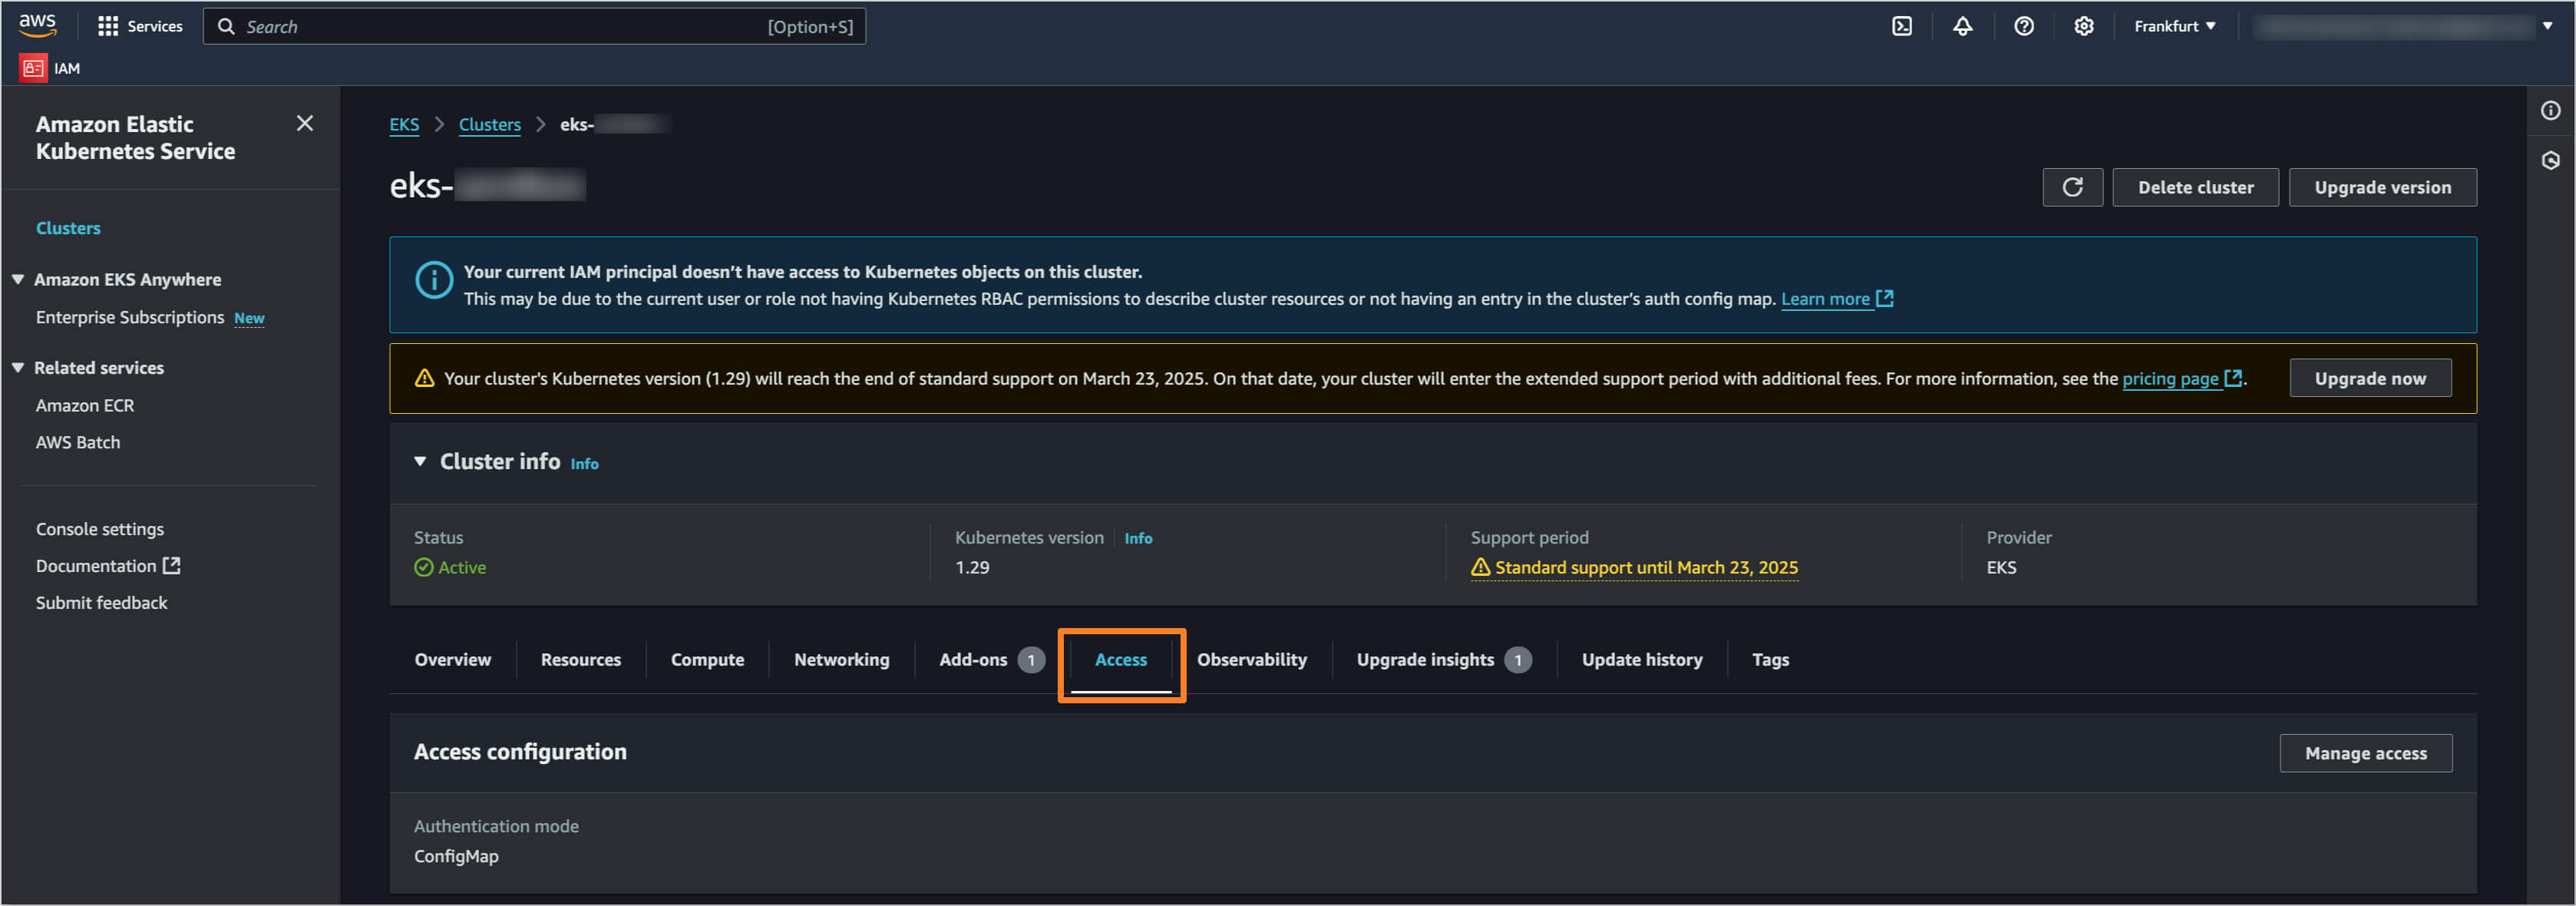 aws
Services
Search
[Option+S]
Frankfurt
IAM
Amazon Elastic
Kubernetes Service
Clusters
Amazon EKS Anywhere
Enterprise Subscriptions New
Related services
Amazon ECR
AWS Batch
Console settings
Documentation
Submit feedback
EKS > Clusters > eks-
eks-
Delete cluster
Upgrade version
Your current IAM principal doesn’t have access to Kubernetes objects on this cluster.
This may be due to the current user or role not having Kubernetes RBAC permissions to describe cluster resources or not having an entry in the cluster’s auth config map. Learn more
Your cluster's Kubernetes version (1.29) will reach the end of standard support on March 23, 2025. On that date, your cluster will enter the extended support period with additional fees. For more information, see the pricing page.
Upgrade now
Cluster info Info
Status
Active
Kubernetes version Info
1.29
Support period
Standard support until March 23, 2025
Provider
EKS
Overview
Resources
Compute
Networking
Add-ons 1
Access
Observability
Upgrade insights 1
Update history
Tags
Access configuration
Manage access
Authentication mode
ConfigMap